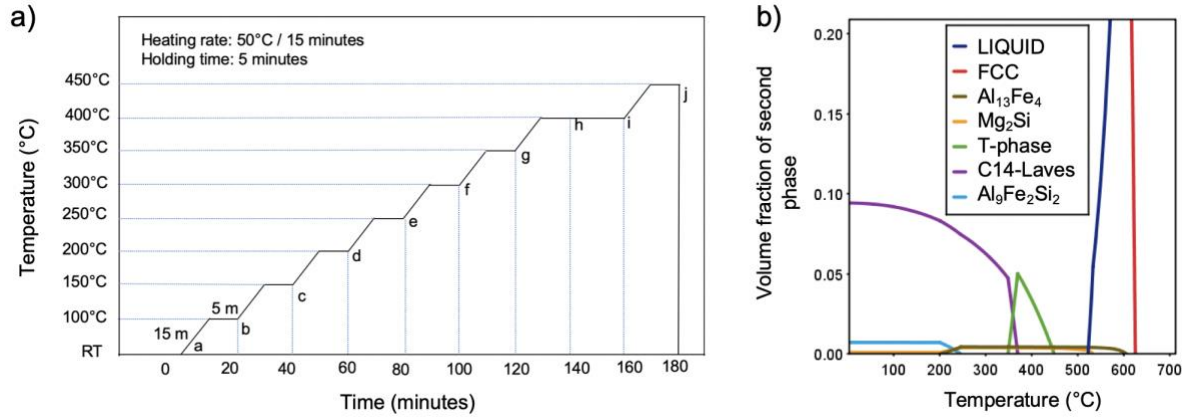 a)
Heating rate: 50°C / 15 minutes
Holding time: 5 minutes
Temperature (°C)
450°C
400°C
350°C
300°C
250°C
200°C
150°C
100°C
RT
15 m
5 m
a
b
c
d
e
f
g
h
i
j
0 20 40 60 80 100 120 140 160 180
Time (minutes)
b)
Volume fraction of second
phase
0.20
0.15
0.10
0.05
0.00
LIQUID
FCC
Al₁₃Fe₄
Mg₂Si
T-phase
C14-Laves
Al₉Fe₂Si₂
100 200 300 400 500 600 700
Temperature (°C)